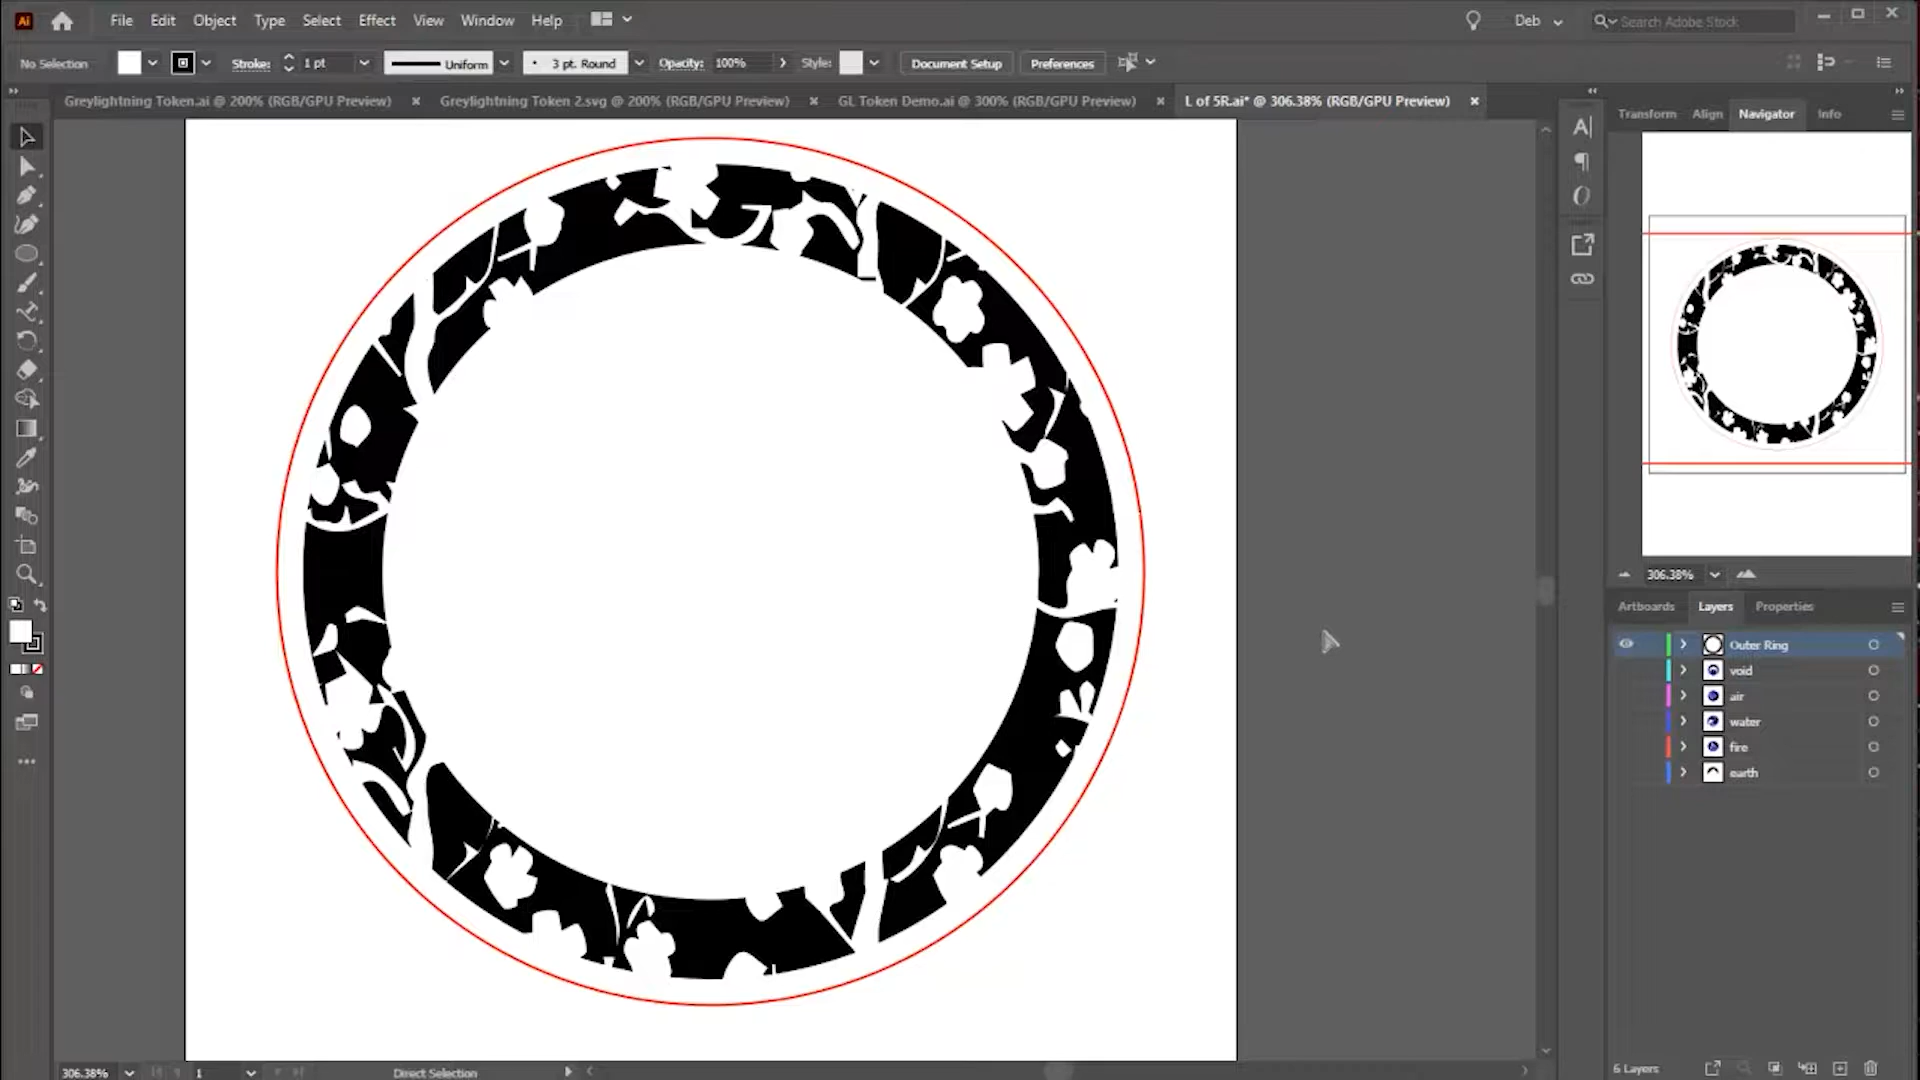 Ai File Edit Object Type Select Effect View Window Help Deb Search Adobe Stock
No Selection Stroke: 1 pt Uniform 3 pt. Round Opacity: 100% Style: Document Setup Preferences
Greylightning Token.ai @ 200% (RGB/GPU Preview) Greylightning Token 2.svg @ 200% (RGB/GPU Preview) GL Token Demo.ai @ 300% (RGB/GPU Preview) L of 5R.ai* @ 306.38% (RGB/GPU Preview)
Transform Align Navigator Info
306.38%
Artboards Layers Properties
Outer Ring
void
air
water
fire
earth
306.38% 1 Direct Selection 6 Layers